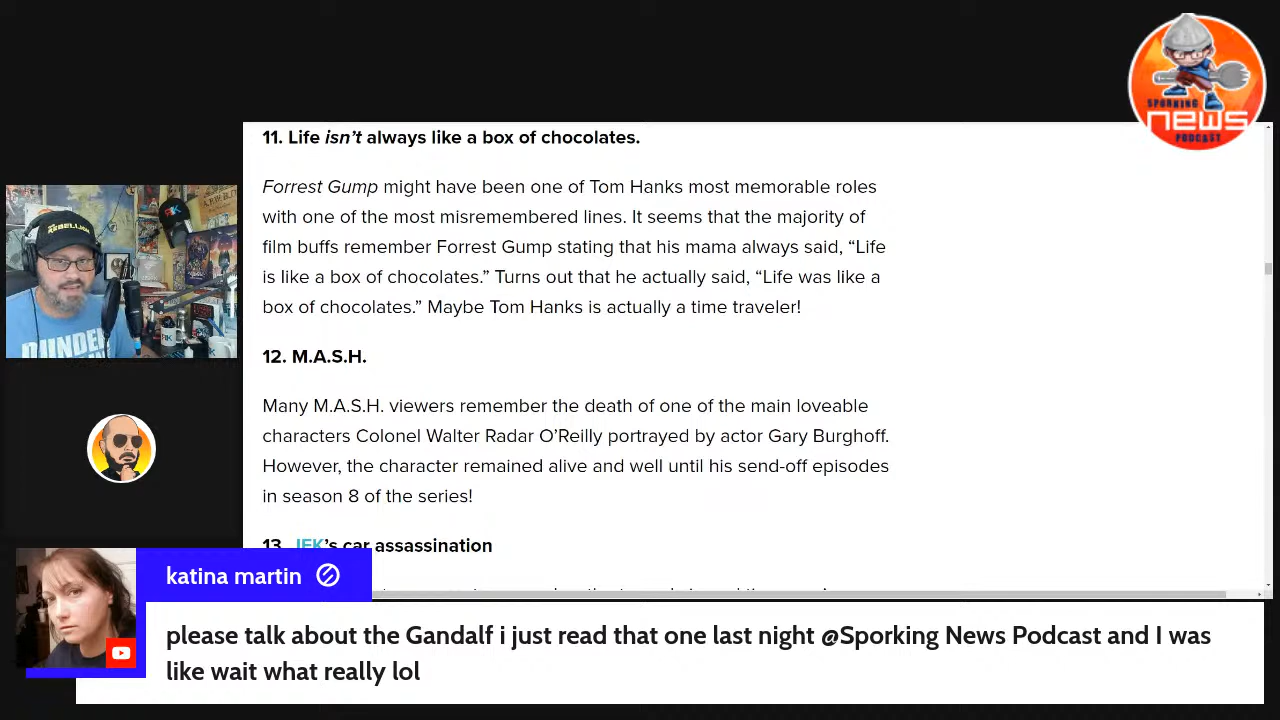 SPORKING
news
PODCAST
11. Life isn’t always like a box of chocolates.
Forrest Gump might have been one of Tom Hanks most memorable roles
with one of the most misremembered lines. It seems that the majority of
film buffs remember Forrest Gump stating that his mama always said, “Life
is like a box of chocolates.” Turns out that he actually said, “Life was like a
box of chocolates.” Maybe Tom Hanks is actually a time traveler!
12. M.A.S.H.
Many M.A.S.H. viewers remember the death of one of the main loveable
characters Colonel Walter Radar O’Reilly portrayed by actor Gary Burghoff.
However, the character remained alive and well until his send-off episodes
in season 8 of the series!
13. JFK’s car assassination
katina martin
please talk about the Gandalf i just read that one last night @Sporking News Podcast and I was
like wait what really lol